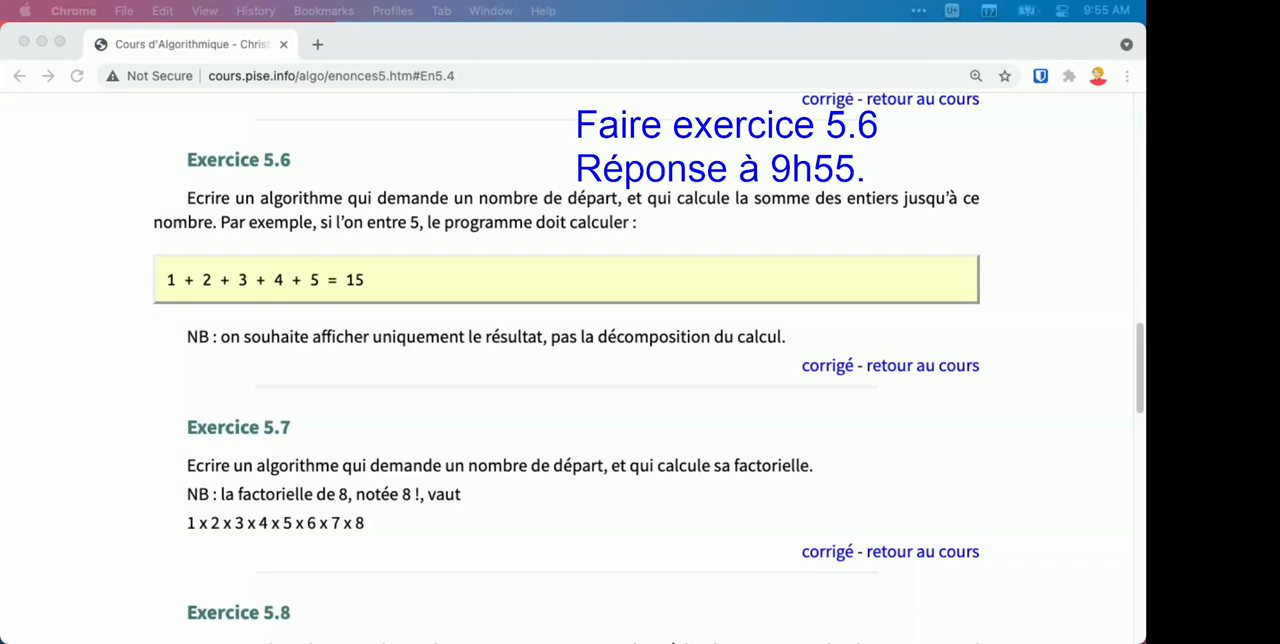 Chrome File Edit View History Bookmarks Profiles Tab Window Help 9:55 AM
Cours d'Algorithmique - Christ
Not Secure cours.pise.info/algo/enonces5.htm#En5.4
corrigé - retour au cours
Faire exercice 5.6
Réponse à 9h55.
Exercice 5.6
Ecrire un algorithme qui demande un nombre de départ, et qui calcule la somme des entiers jusqu'à ce
nombre. Par exemple, si l'on entre 5, le programme doit calculer :
1 + 2 + 3 + 4 + 5 = 15
NB : on souhaite afficher uniquement le résultat, pas la décomposition du calcul.
corrigé - retour au cours
Exercice 5.7
Ecrire un algorithme qui demande un nombre de départ, et qui calcule sa factorielle.
NB : la factorielle de 8, notée 8 !, vaut
1 x 2 x 3 x 4 x 5 x 6 x 7 x 8
corrigé - retour au cours
Exercice 5.8